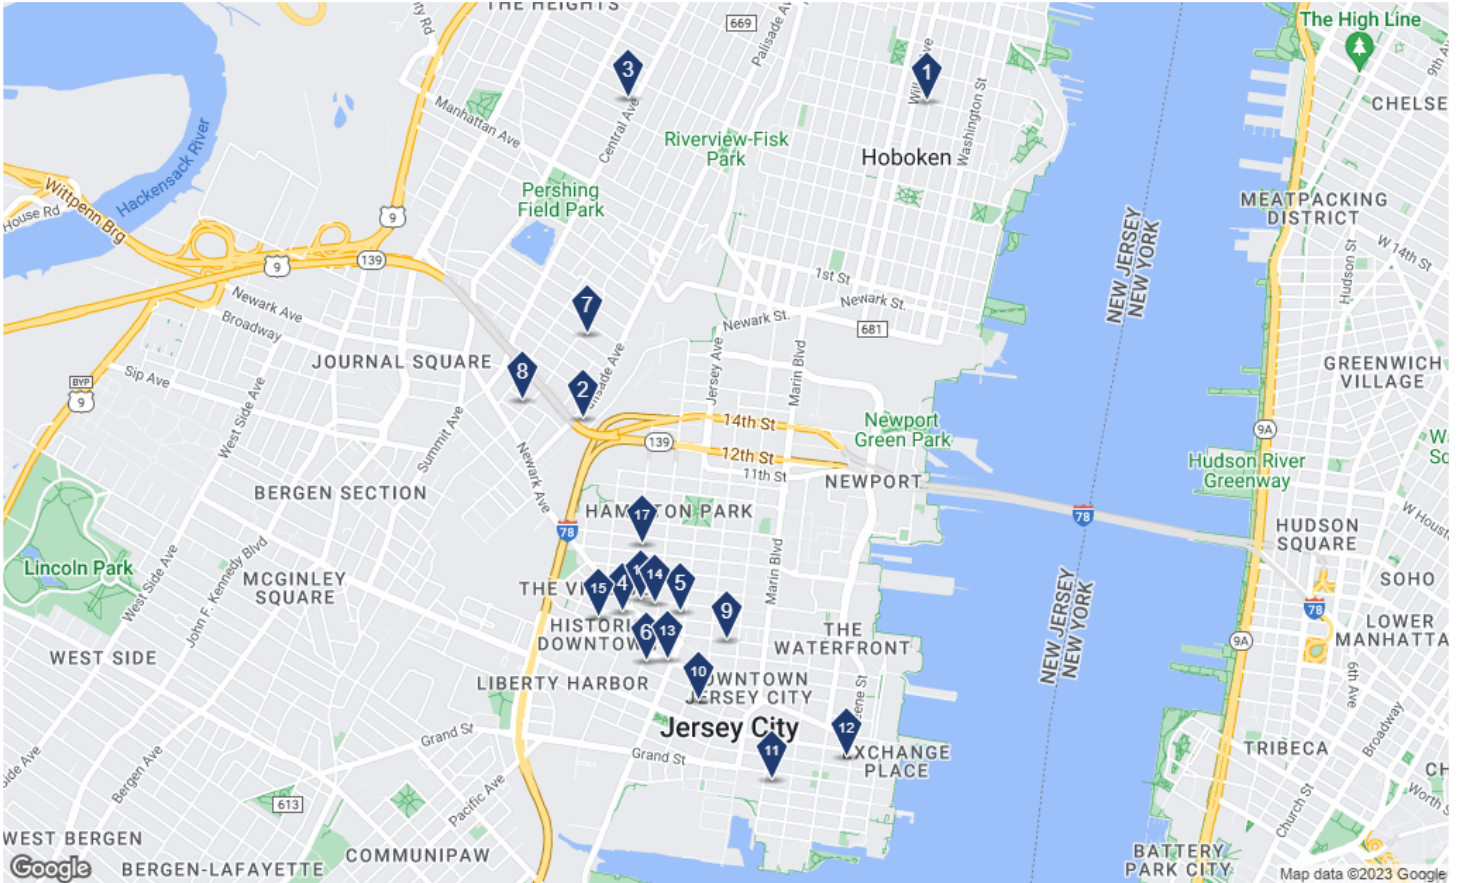 THE HEIGHTS
669
Palisade Av
The High Line
9th Av
3
1
Washington St
CHELSE
Manhattan Ave
Central Ave
Riverview-Fisk
Park
Hoboken
Hackensack River
Wittpenn Brg
House Rd
Pershing
Field Park
9
MEATPACKING
DISTRICT
NEW JERSEY
NEW YORK
W 14th St
Hudson St
9
139
1st St
Newark Ave
Broadway
7
Newark St.
Newark St.
681
JOURNAL SQUARE
Jersey Ave
Marin Blvd
GREENWICH
VILLAGE
8
2
Sip Ave
BYP
9
West Side Ave
Summit Ave
14th St
Newport
Green Park
9A
139
12th St
11th St
NEWPORT
Hudson River
Greenway
Newark Ave
BERGEN SECTION
17
PARK
78
78
HUDSON
SQUARE
W Houst
Lincoln Park
West Side Ave
John F. Kennedy Blvd
MCGINLEY
SQUARE
15
4
14
5
Marin Blvd
NEW JERSEY
NEW YORK
SOHO
78
LOWER
MANHATTA
6
13
9
THE
WATERFRONT
9A
WEST SIDE
6th Ave
LIBERTY HARBOR
10
JERSEY CITY
Jersey City
12
11
EXCHANGE
PLACE
Grand St
Grand St
TRIBECA
Broadway
Bergen Ave
Pacific Ave
613
Church St
Worth S
WEST BERGEN
COMMUNIPAW
BERGEN-LAFAYETTE
BATTERY
PARK CITY
Google
Map data ©2023 Google